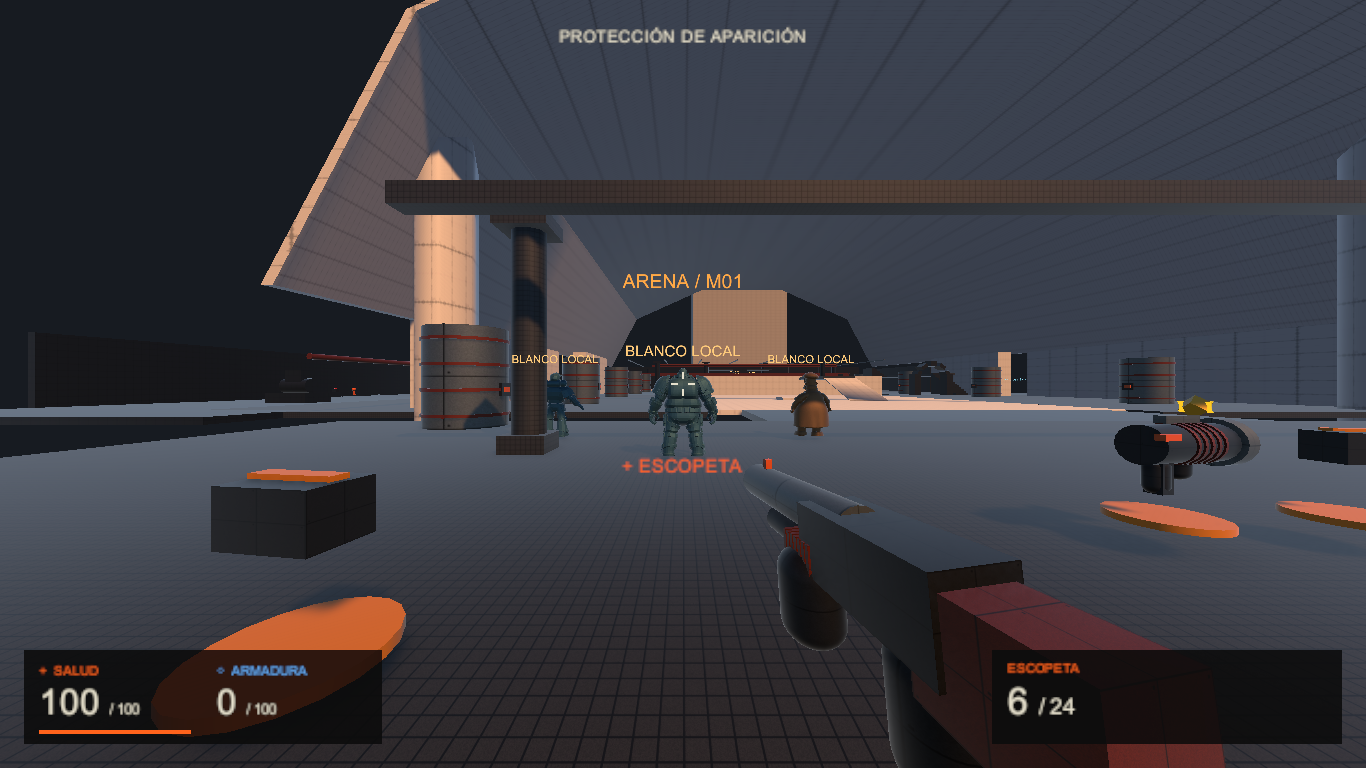 PROTECCIÓN DE APARICIÓN
ARENA / M01
BLANCO LOCAL
BLANCO LOCAL
BLANCO LOCAL
+ ESCOPETA
+ SALUD
100 / 100
ARMADURA
0 / 100
ESCOPETA
6 / 24